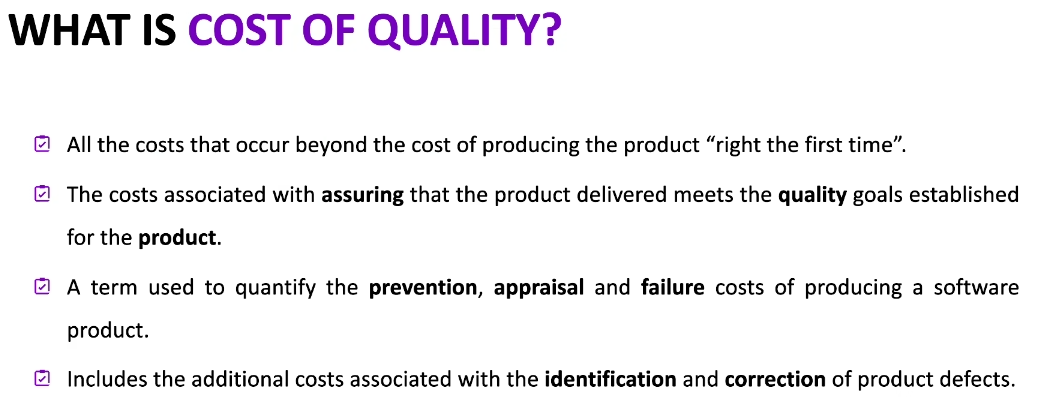 WHAT IS COST OF QUALITY?
All the costs that occur beyond the cost of producing the product “right the first time”.
The costs associated with assuring that the product delivered meets the quality goals established
for the product.
A term used to quantify the prevention, appraisal and failure costs of producing a software
product.
Includes the additional costs associated with the identification and correction of product defects.